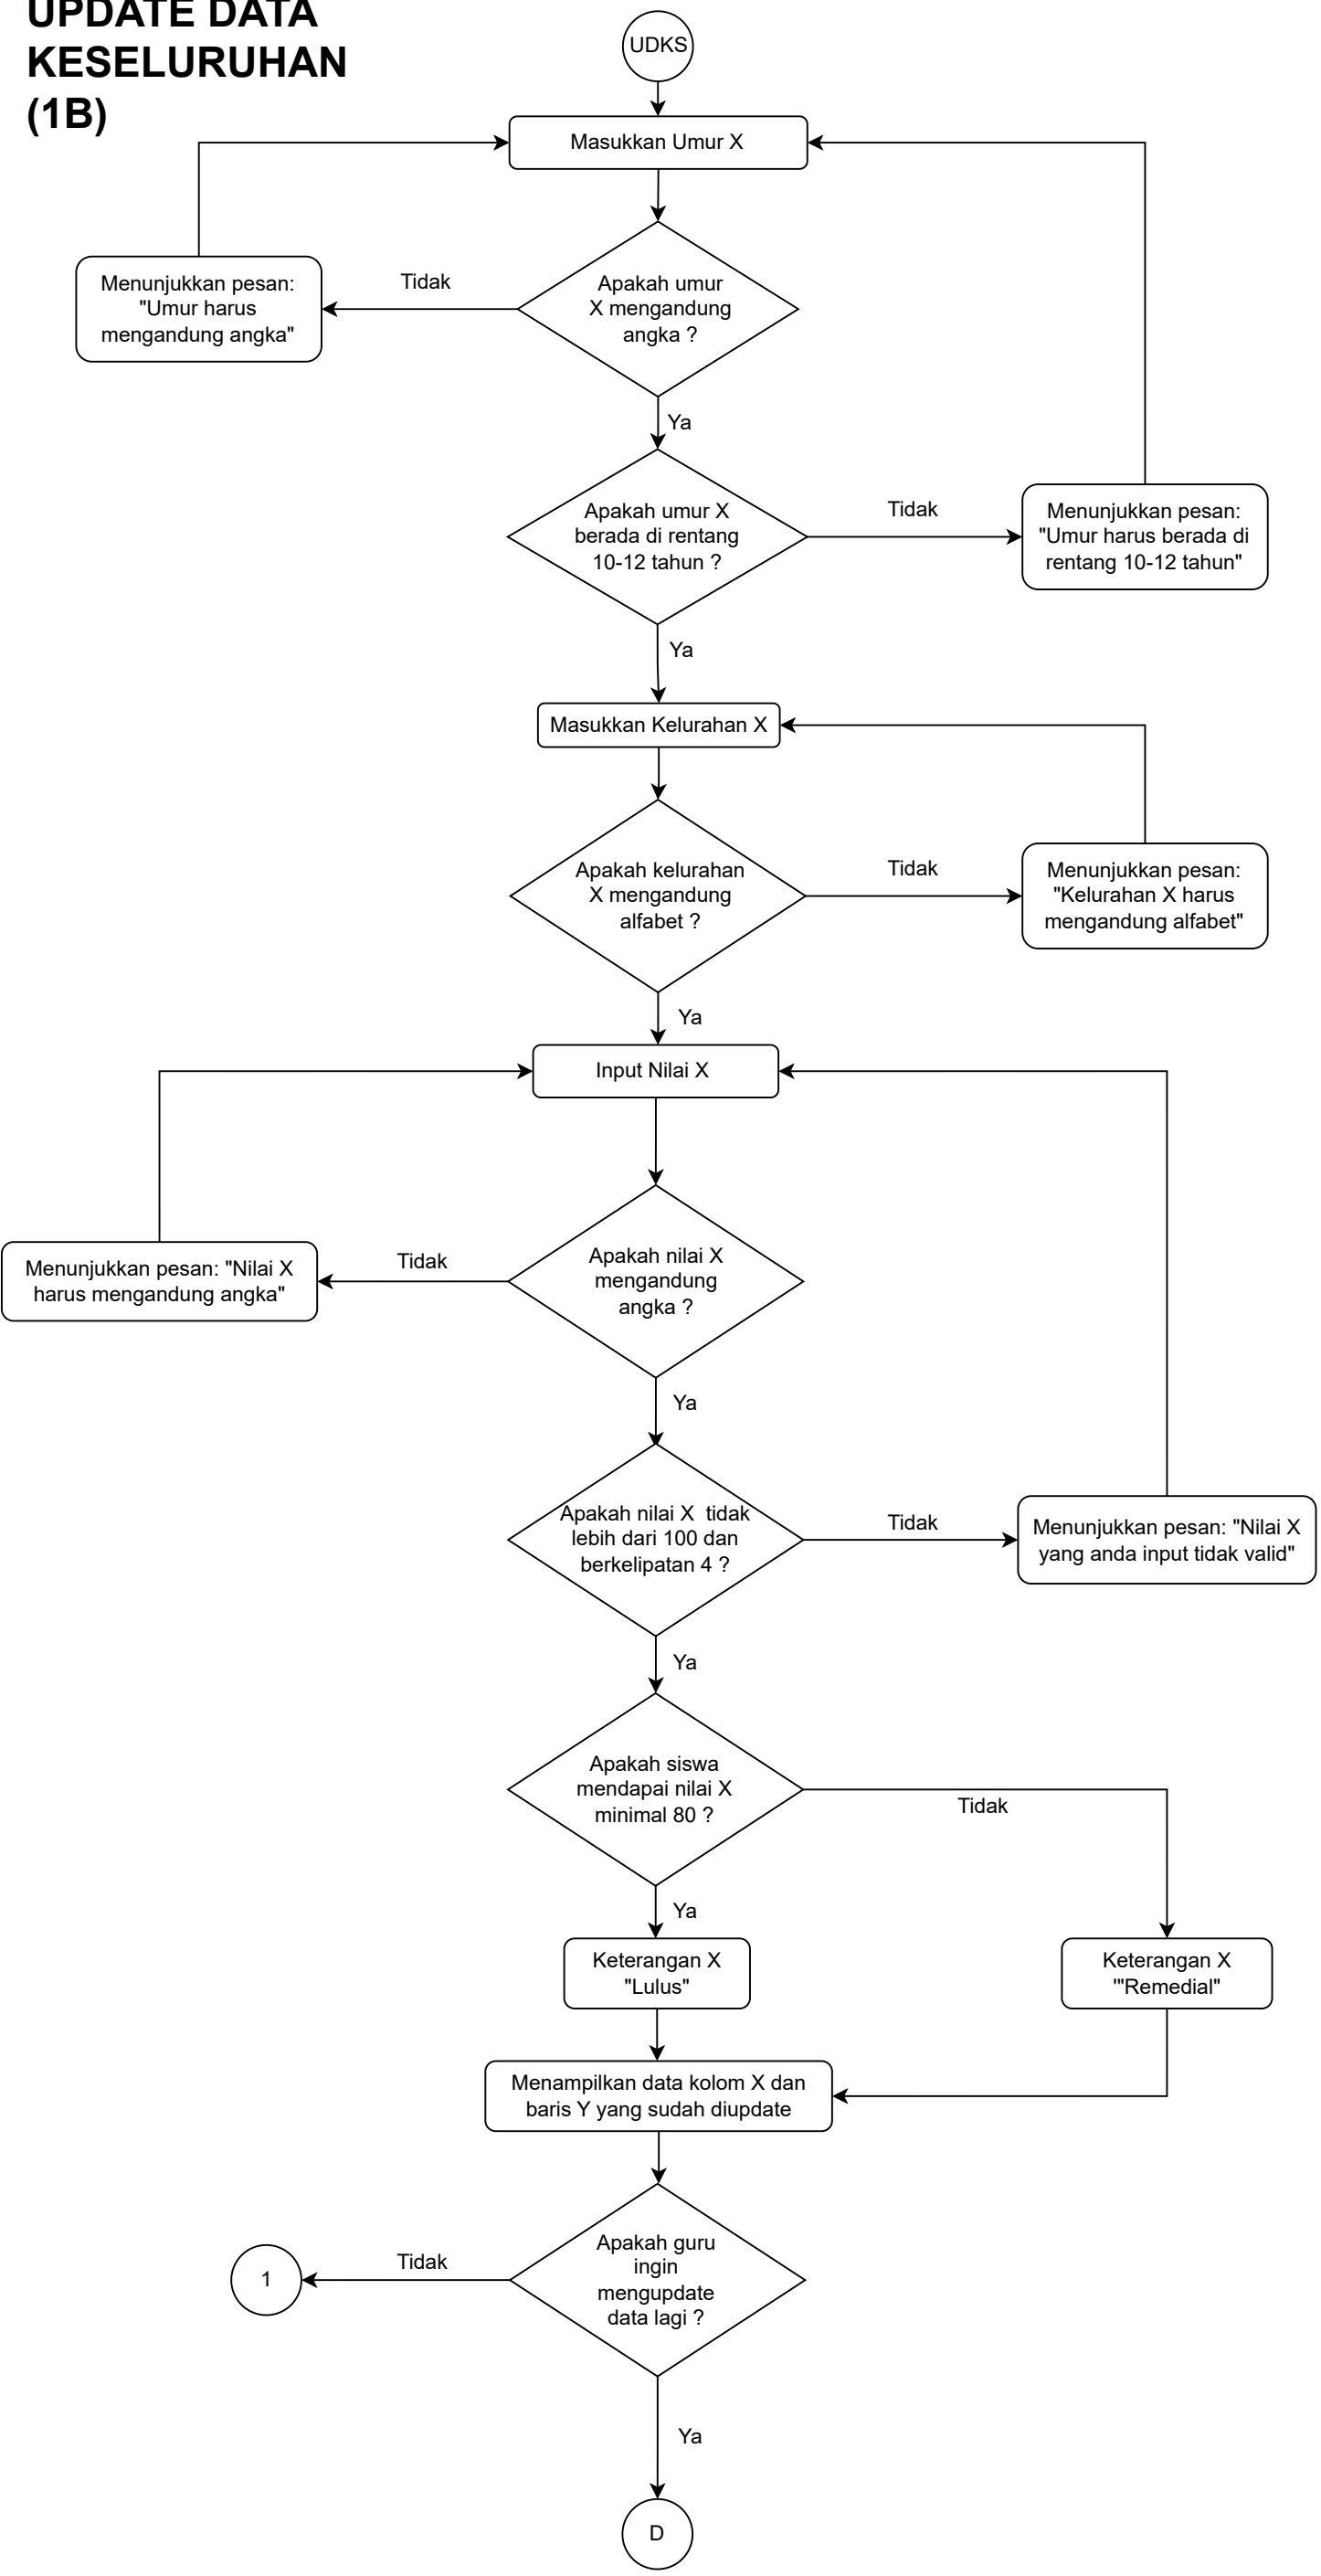 UPDATE DATA
KESELURUHAN
(1B)
UDKS
Masukkan Umur X
Apakah umur
X mengandung
angka ?
Tidak
Menunjukkan pesan:
"Umur harus
mengandung angka"
Ya
Apakah umur X
berada di rentang
10-12 tahun ?
Tidak
Menunjukkan pesan:
"Umur harus berada di
rentang 10-12 tahun"
Ya
Masukkan Kelurahan X
Apakah kelurahan
X mengandung
alfabet ?
Tidak
Menunjukkan pesan:
"Kelurahan X harus
mengandung alfabet"
Ya
Input Nilai X
Apakah nilai X
mengandung
angka ?
Tidak
Menunjukkan pesan: "Nilai X
harus mengandung angka"
Ya
Apakah nilai X  tidak
lebih dari 100 dan
berkelipatan 4 ?
Tidak
Menunjukkan pesan: "Nilai X
yang anda input tidak valid"
Ya
Apakah siswa
mendapai nilai X
minimal 80 ?
Tidak
Ya
Keterangan X
"Lulus"
Keterangan X
'"Remedial"
Menampilkan data kolom X dan
baris Y yang sudah diupdate
Apakah guru
ingin
mengupdate
data lagi ?
Tidak
1
Ya
D